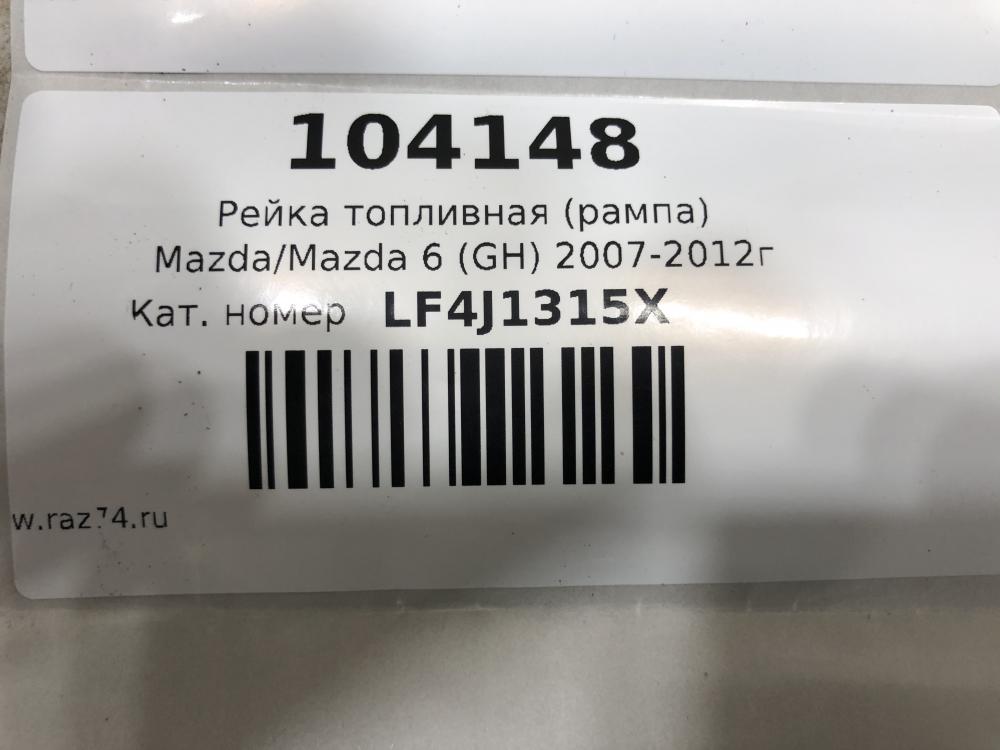 104148
Рейка топливная (рампа)
Mazda/Mazda 6 (GH) 2007-2012г
Кат. номер LF4J1315X
w.raz74.ru